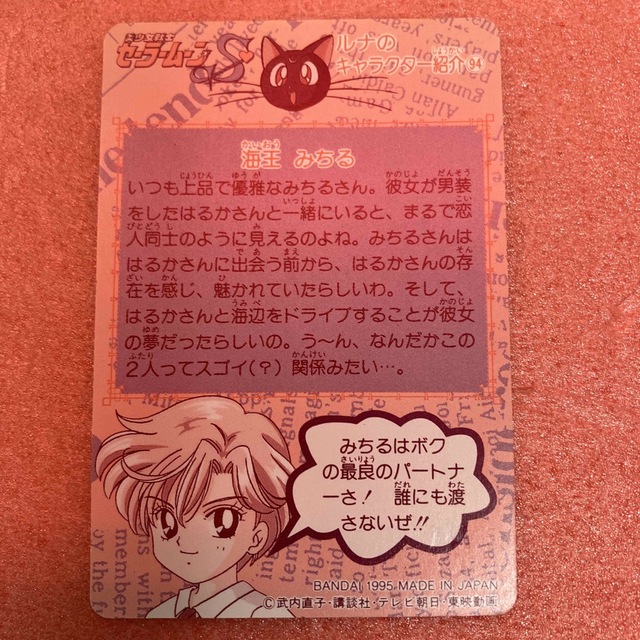 美少女戦士
セーラームーンS
ルナの
キャラクター紹介94
海王 みちる
いつも上品で優雅なみちるさん。彼女が男装
をしたはるかさんと一緒にいると、まるで恋
人同士のように見えるのよね。みちるさんは
はるかさんに出会う前から、はるかさんの存
在を感じ、魅かれていたらしいわ。そして、
はるかさんと海辺をドライブすることが彼女
の夢だったらしいの。う〜ん、なんだかこの
2人ってスゴイ(?)関係みたい…。
みちるはボク
の最良のパートナ
ーさ! 誰にも渡
さないぜ!!
BANDAI 1995 MADE IN JAPAN
©武内直子・講談社・テレビ朝日・東映動画